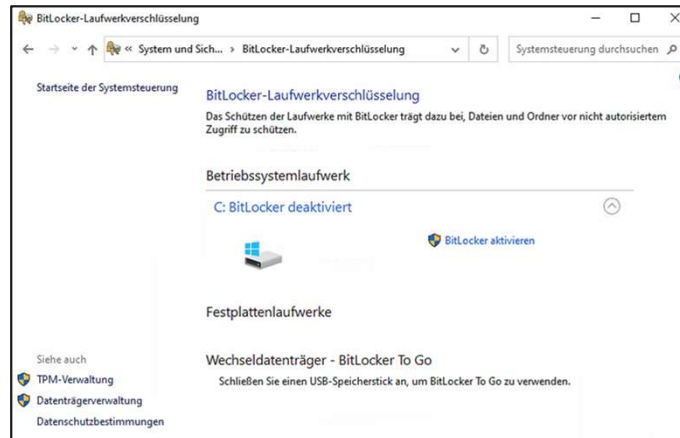 BitLocker-Laufwerkverschlüsselung
« System und Sich... › BitLocker-Laufwerkverschlüsselung
Systemsteuerung durchsuchen
Startseite der Systemsteuerung
BitLocker-Laufwerkverschlüsselung
Das Schützen der Laufwerke mit BitLocker trägt dazu bei, Dateien und Ordner vor nicht autorisiertem
Zugriff zu schützen.
Betriebssystemlaufwerk
C: BitLocker deaktiviert
BitLocker aktivieren
Festplattenlaufwerke
Wechseldatenträger - BitLocker To Go
Schließen Sie einen USB-Speicherstick an, um BitLocker To Go zu verwenden.
Siehe auch
TPM-Verwaltung
Datenträgerverwaltung
Datenschutzbestimmungen